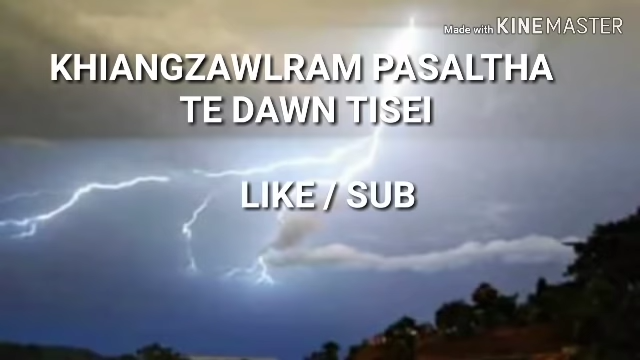 Made with KINEMASTER
KHIANGZAWLRAM PASALTHA
TE DAWN TISEI
LIKE / SUB